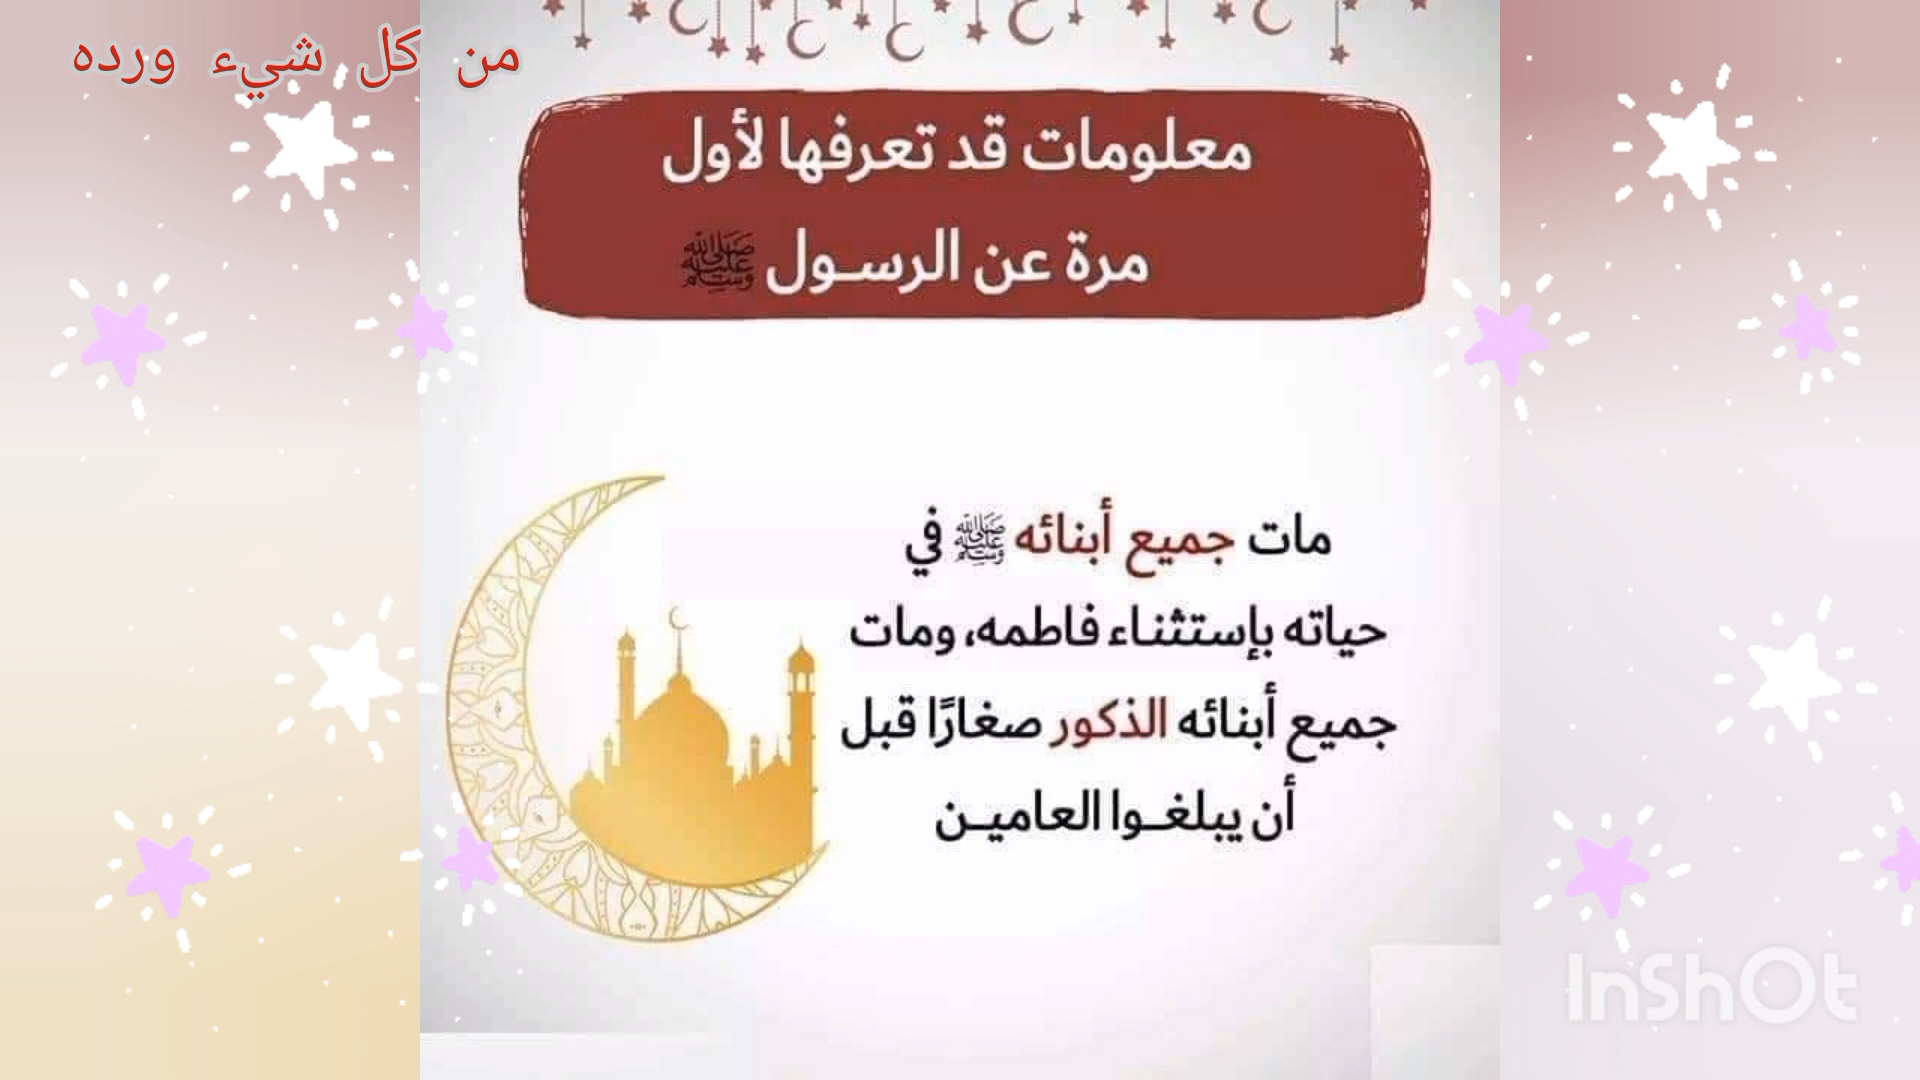 من كل شيء ورده
معلومات قد تعرفها لأول
مرة عن الرسـول ﷺ
مات جميع أبنائه ﷺ في
حياته بإستثناء فاطمه، ومات
جميع أبنائه الذكور صغارًا قبل
أن يبلغـوا العاميـن
InShOt